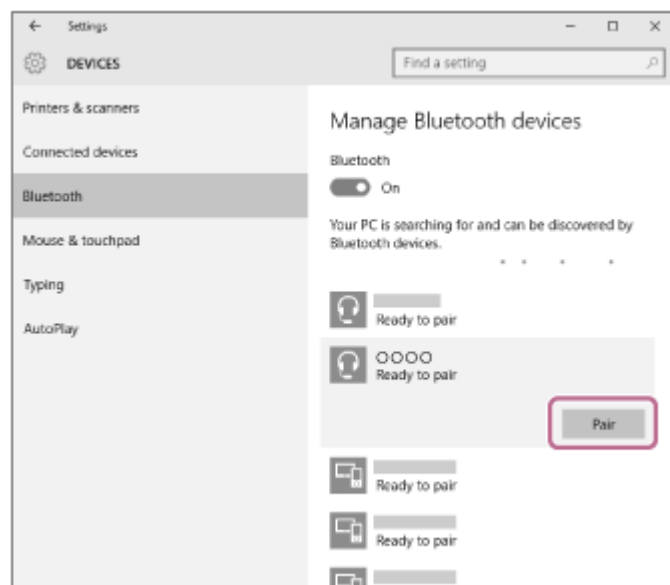 Settings
DEVICES
Find a setting
Printers & scanners
Connected devices
Bluetooth
Mouse & touchpad
Typing
AutoPlay
Manage Bluetooth devices
Bluetooth
On
Your PC is searching for and can be discovered by
Bluetooth devices.
Ready to pair
○○○○
Ready to pair
Pair
Ready to pair
Ready to pair